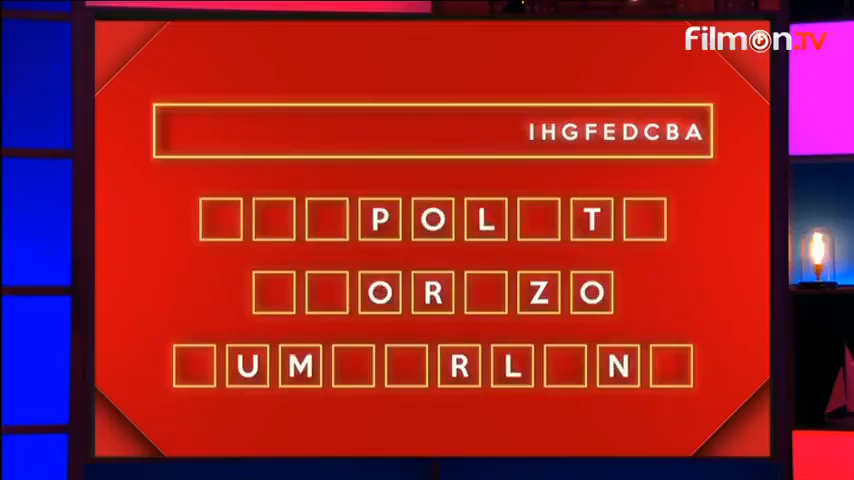 Filmon.TV
IHGFEDCBA
POL T
OR ZO
UM RL N